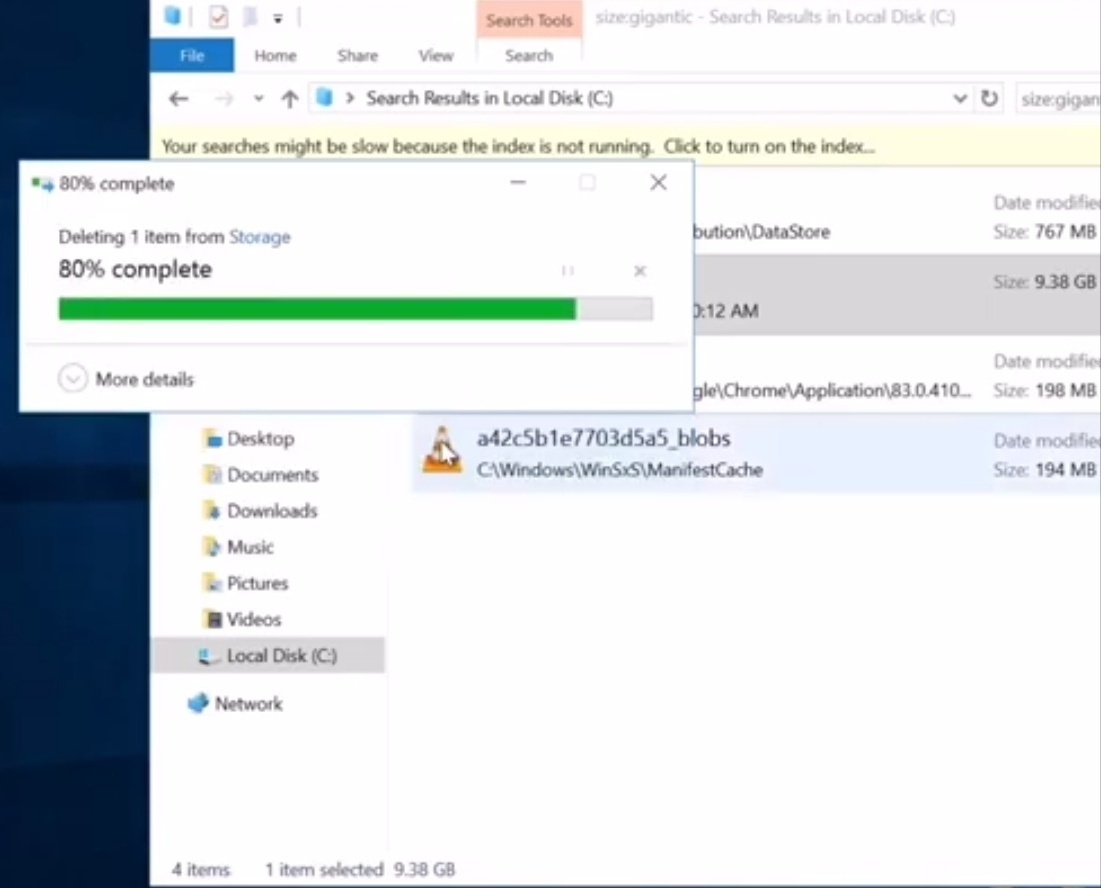 Search Tools
size:gigantic - Search Results in Local Disk (C:)
File Home Share View Search
Search Results in Local Disk (C:)
size:gigan
Your searches might be slow because the index is not running. Click to turn on the index...
80% complete
Deleting 1 item from Storage
80% complete
More details
Date modifie
bution\DataStore Size: 767 MB
Size: 9.38 GB
0:12 AM
Date modifie
gle\Chrome\Application\83.0.410... Size: 198 MB
a42c5b1e7703d5a5_blobs Date modifie
C:\Windows\WinSxS\ManifestCache Size: 194 MB
Desktop
Documents
Downloads
Music
Pictures
Videos
Local Disk (C:)
Network
4 items 1 item selected 9.38 GB